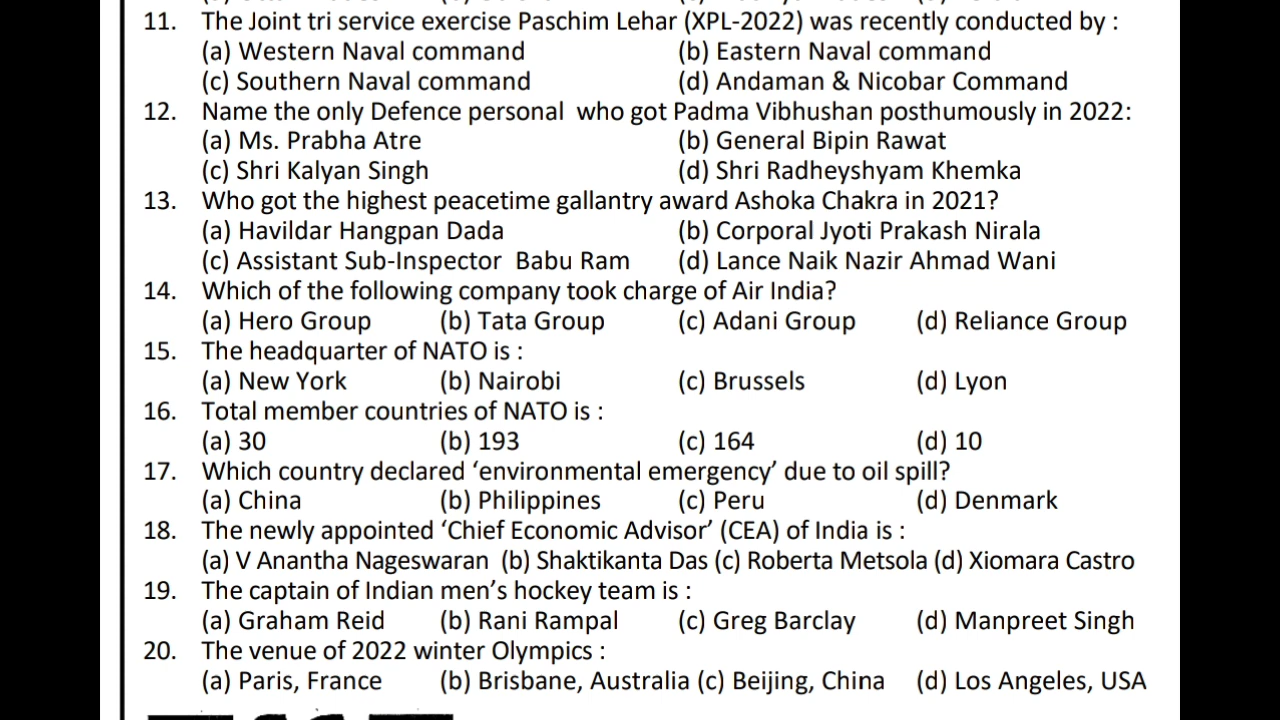 11. The Joint tri service exercise Paschim Lehar (XPL-2022) was recently conducted by :
(a) Western Naval command (b) Eastern Naval command
(c) Southern Naval command (d) Andaman & Nicobar Command
12. Name the only Defence personal who got Padma Vibhushan posthumously in 2022:
(a) Ms. Prabha Atre (b) General Bipin Rawat
(c) Shri Kalyan Singh (d) Shri Radheyshyam Khemka
13. Who got the highest peacetime gallantry award Ashoka Chakra in 2021?
(a) Havildar Hangpan Dada (b) Corporal Jyoti Prakash Nirala
(c) Assistant Sub-Inspector Babu Ram (d) Lance Naik Nazir Ahmad Wani
14. Which of the following company took charge of Air India?
(a) Hero Group (b) Tata Group (c) Adani Group (d) Reliance Group
15. The headquarter of NATO is :
(a) New York (b) Nairobi (c) Brussels (d) Lyon
16. Total member countries of NATO is :
(a) 30 (b) 193 (c) 164 (d) 10
17. Which country declared ‘environmental emergency’ due to oil spill?
(a) China (b) Philippines (c) Peru (d) Denmark
18. The newly appointed ‘Chief Economic Advisor’ (CEA) of India is :
(a) V Anantha Nageswaran (b) Shaktikanta Das (c) Roberta Metsola (d) Xiomara Castro
19. The captain of Indian men’s hockey team is :
(a) Graham Reid (b) Rani Rampal (c) Greg Barclay (d) Manpreet Singh
20. The venue of 2022 winter Olympics :
(a) Paris, France (b) Brisbane, Australia (c) Beijing, China (d) Los Angeles, USA